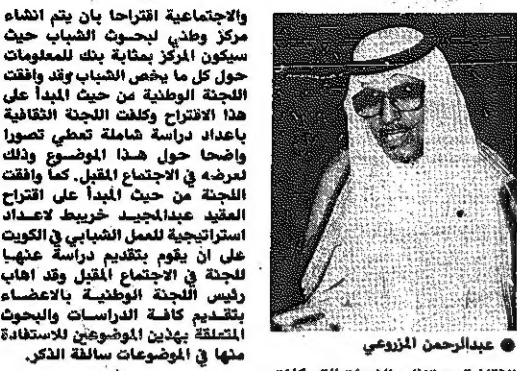 والاجتماعية اقتراحا بان يتم انشاء
مركز وطني لبحوث الشباب حيث
سيكون المركز بمثابة بنك للمعلومات
حول كل ما يخص الشباب وقد وافقت
اللجنة الوطنية من حيث المبدأ على
هذا الاقتراح وكلفت اللجنة الثقافية
باعداد دراسة شاملة تعطي تصورا
واضحا حول هذا الموضوع وذلك
لعرضه في الاجتماع المقبل. كما وافقت
اللجنة من حيث المبدأ على اقتراح
العقيد عبدالمجيد خريبط لاعداد
استراتيجية للعمل الشبابي في الكويت
على ان يقوم بتقديم دراسة عنها
للجنة في الاجتماع المقبل وقد اهاب
رئيس اللجنة الوطنية بالاعضاء
بتقديم كافة الدراسات والبحوث
المتعلقة بهذين الموضوعين للاستفادة
منها في الموضوعات سالفة الذكر.
● عبدالرحمن المزروعي